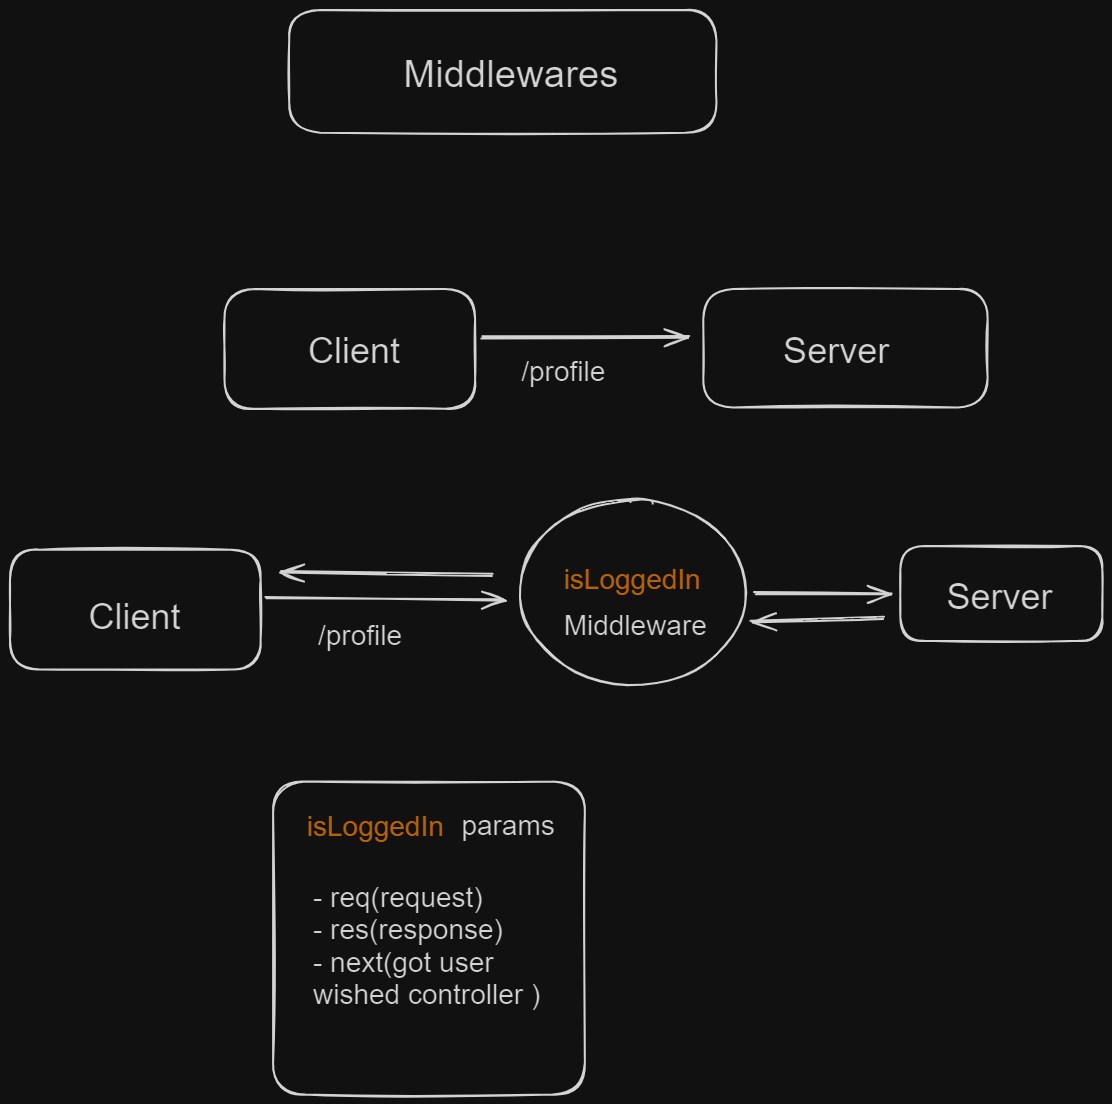 Middlewares
Client
Server
/profile
Client
/profile
isLoggedIn
Middleware
Server
isLoggedIn params
- req(request)
- res(response)
- next(got user
wished controller )